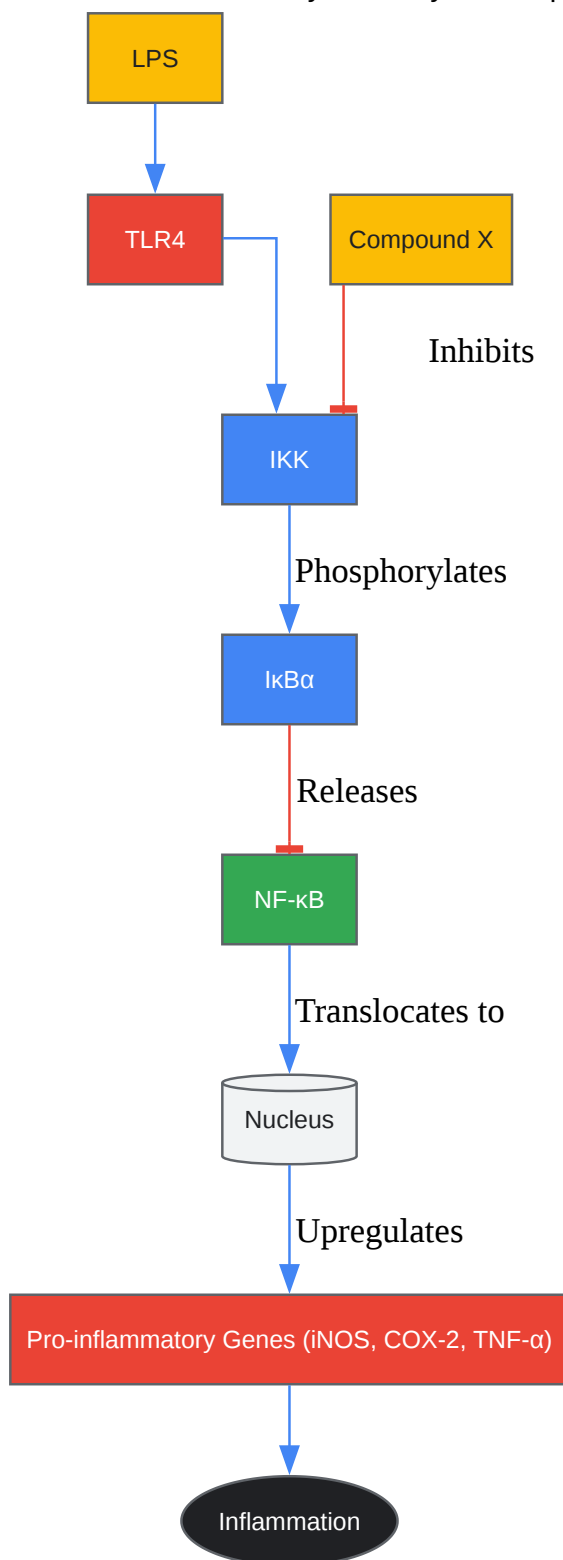 LPS
TLR4
Compound X
Inhibits
IKK
Phosphorylates
IκBα
Releases
NF-κB
Translocates to
Nucleus
Upregulates
Pro-inflammatory Genes (iNOS, COX-2, TNF-α)
Inflammation